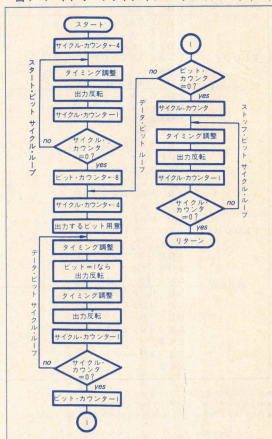 スタート
サイクル・カウンター4
タイミング調整
出力反転
サイクル・カウンター1
サイクル・
カウンタ
=0?
no
yes
スタート・ビット サイクル・ループ
ビット・カウンター8
サイクル・カウンター4
出力するビット用意
タイミング調整
ビット=1なら
出力反転
タイミング調整
出力反転
サイクル・カウンター1
サイクル・
カウンタ
=0?
no
yes
データ・ビット サイクル・ループ
ビット・カウンター1
1
1
ビット・
カウンタ
=0?
no
yes
データ・ビット ループ
サイクル・カウンタ
タイミング調整
出力反転
サイクル・カウンター1
サイクル・
カウンタ
=0?
no
yes
ストップ・ビット サイクル・ループ
リターン